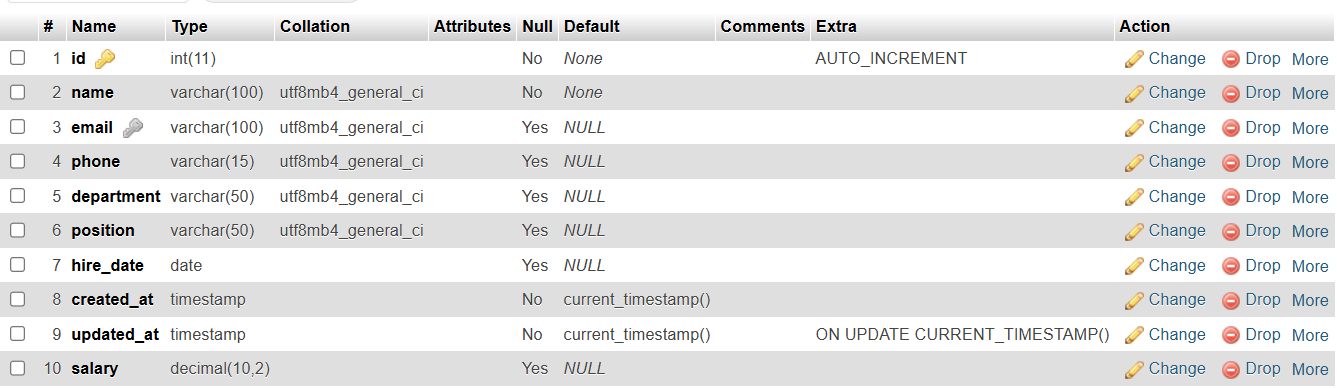 # Name Type Collation Attributes Null Default Comments Extra Action
1 id int(11) No None AUTO_INCREMENT Change Drop More
2 name varchar(100) utf8mb4_general_ci No None Change Drop More
3 email varchar(100) utf8mb4_general_ci Yes NULL Change Drop More
4 phone varchar(15) utf8mb4_general_ci Yes NULL Change Drop More
5 department varchar(50) utf8mb4_general_ci Yes NULL Change Drop More
6 position varchar(50) utf8mb4_general_ci Yes NULL Change Drop More
7 hire_date date Yes NULL Change Drop More
8 created_at timestamp No current_timestamp() Change Drop More
9 updated_at timestamp No current_timestamp() ON UPDATE CURRENT_TIMESTAMP() Change Drop More
10 salary decimal(10,2) Yes NULL Change Drop More